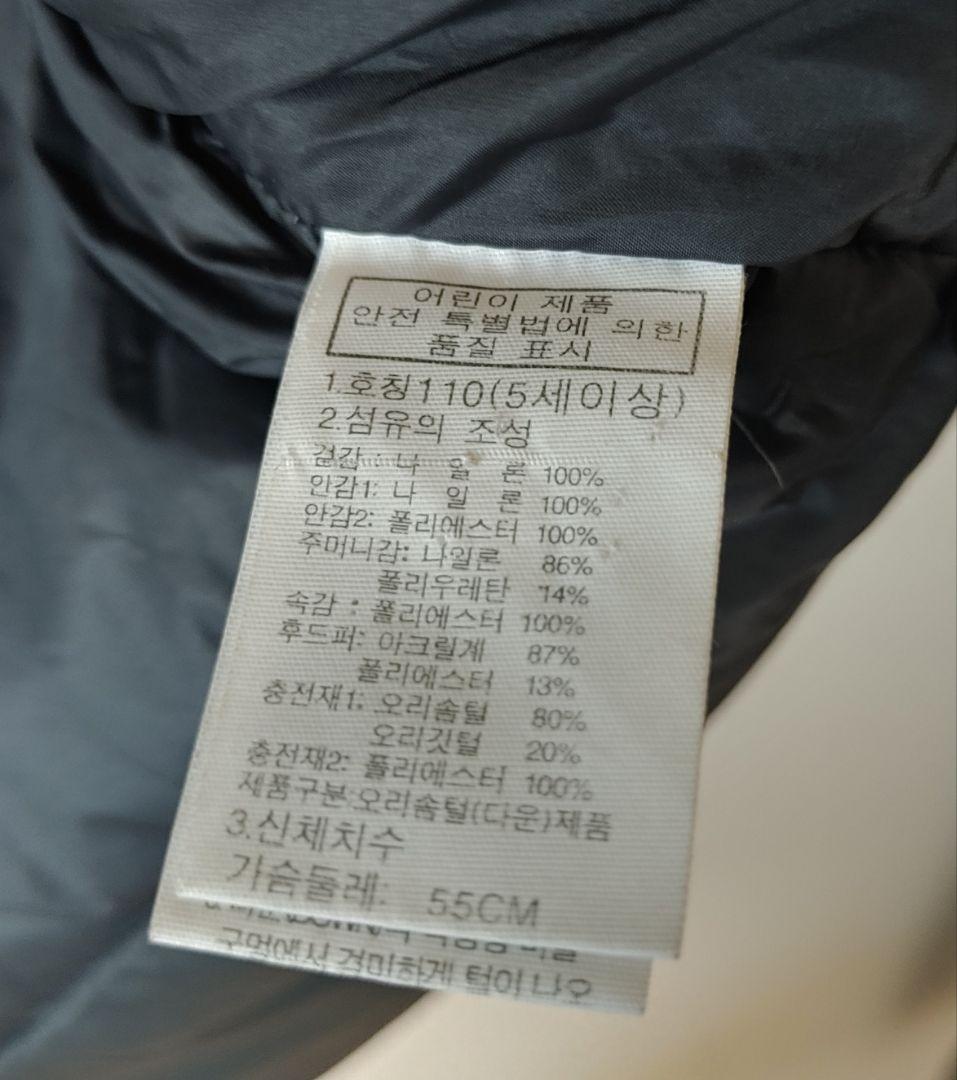 어린이 제품
안전 특별법에 의한
품질 표시
1.호칭110(5세이상)
2.섬유의 조성
겉감 : 나 일 론 100%
안감1: 나 일 론 100%
안감2: 폴리에스터 100%
주머니감: 나일론 86%
폴리우레탄 14%
속감 : 폴리에스터 100%
후드퍼: 아크릴계 87%
폴리에스터 13%
충전재1: 오리솜털 80%
오리깃털 20%
충전재2: 폴리에스터 100%
제품구분:오리솜털(다운)제품
3.신체치수
가슴둘레: 55CM
구멍에서 경미하게 털이 나오